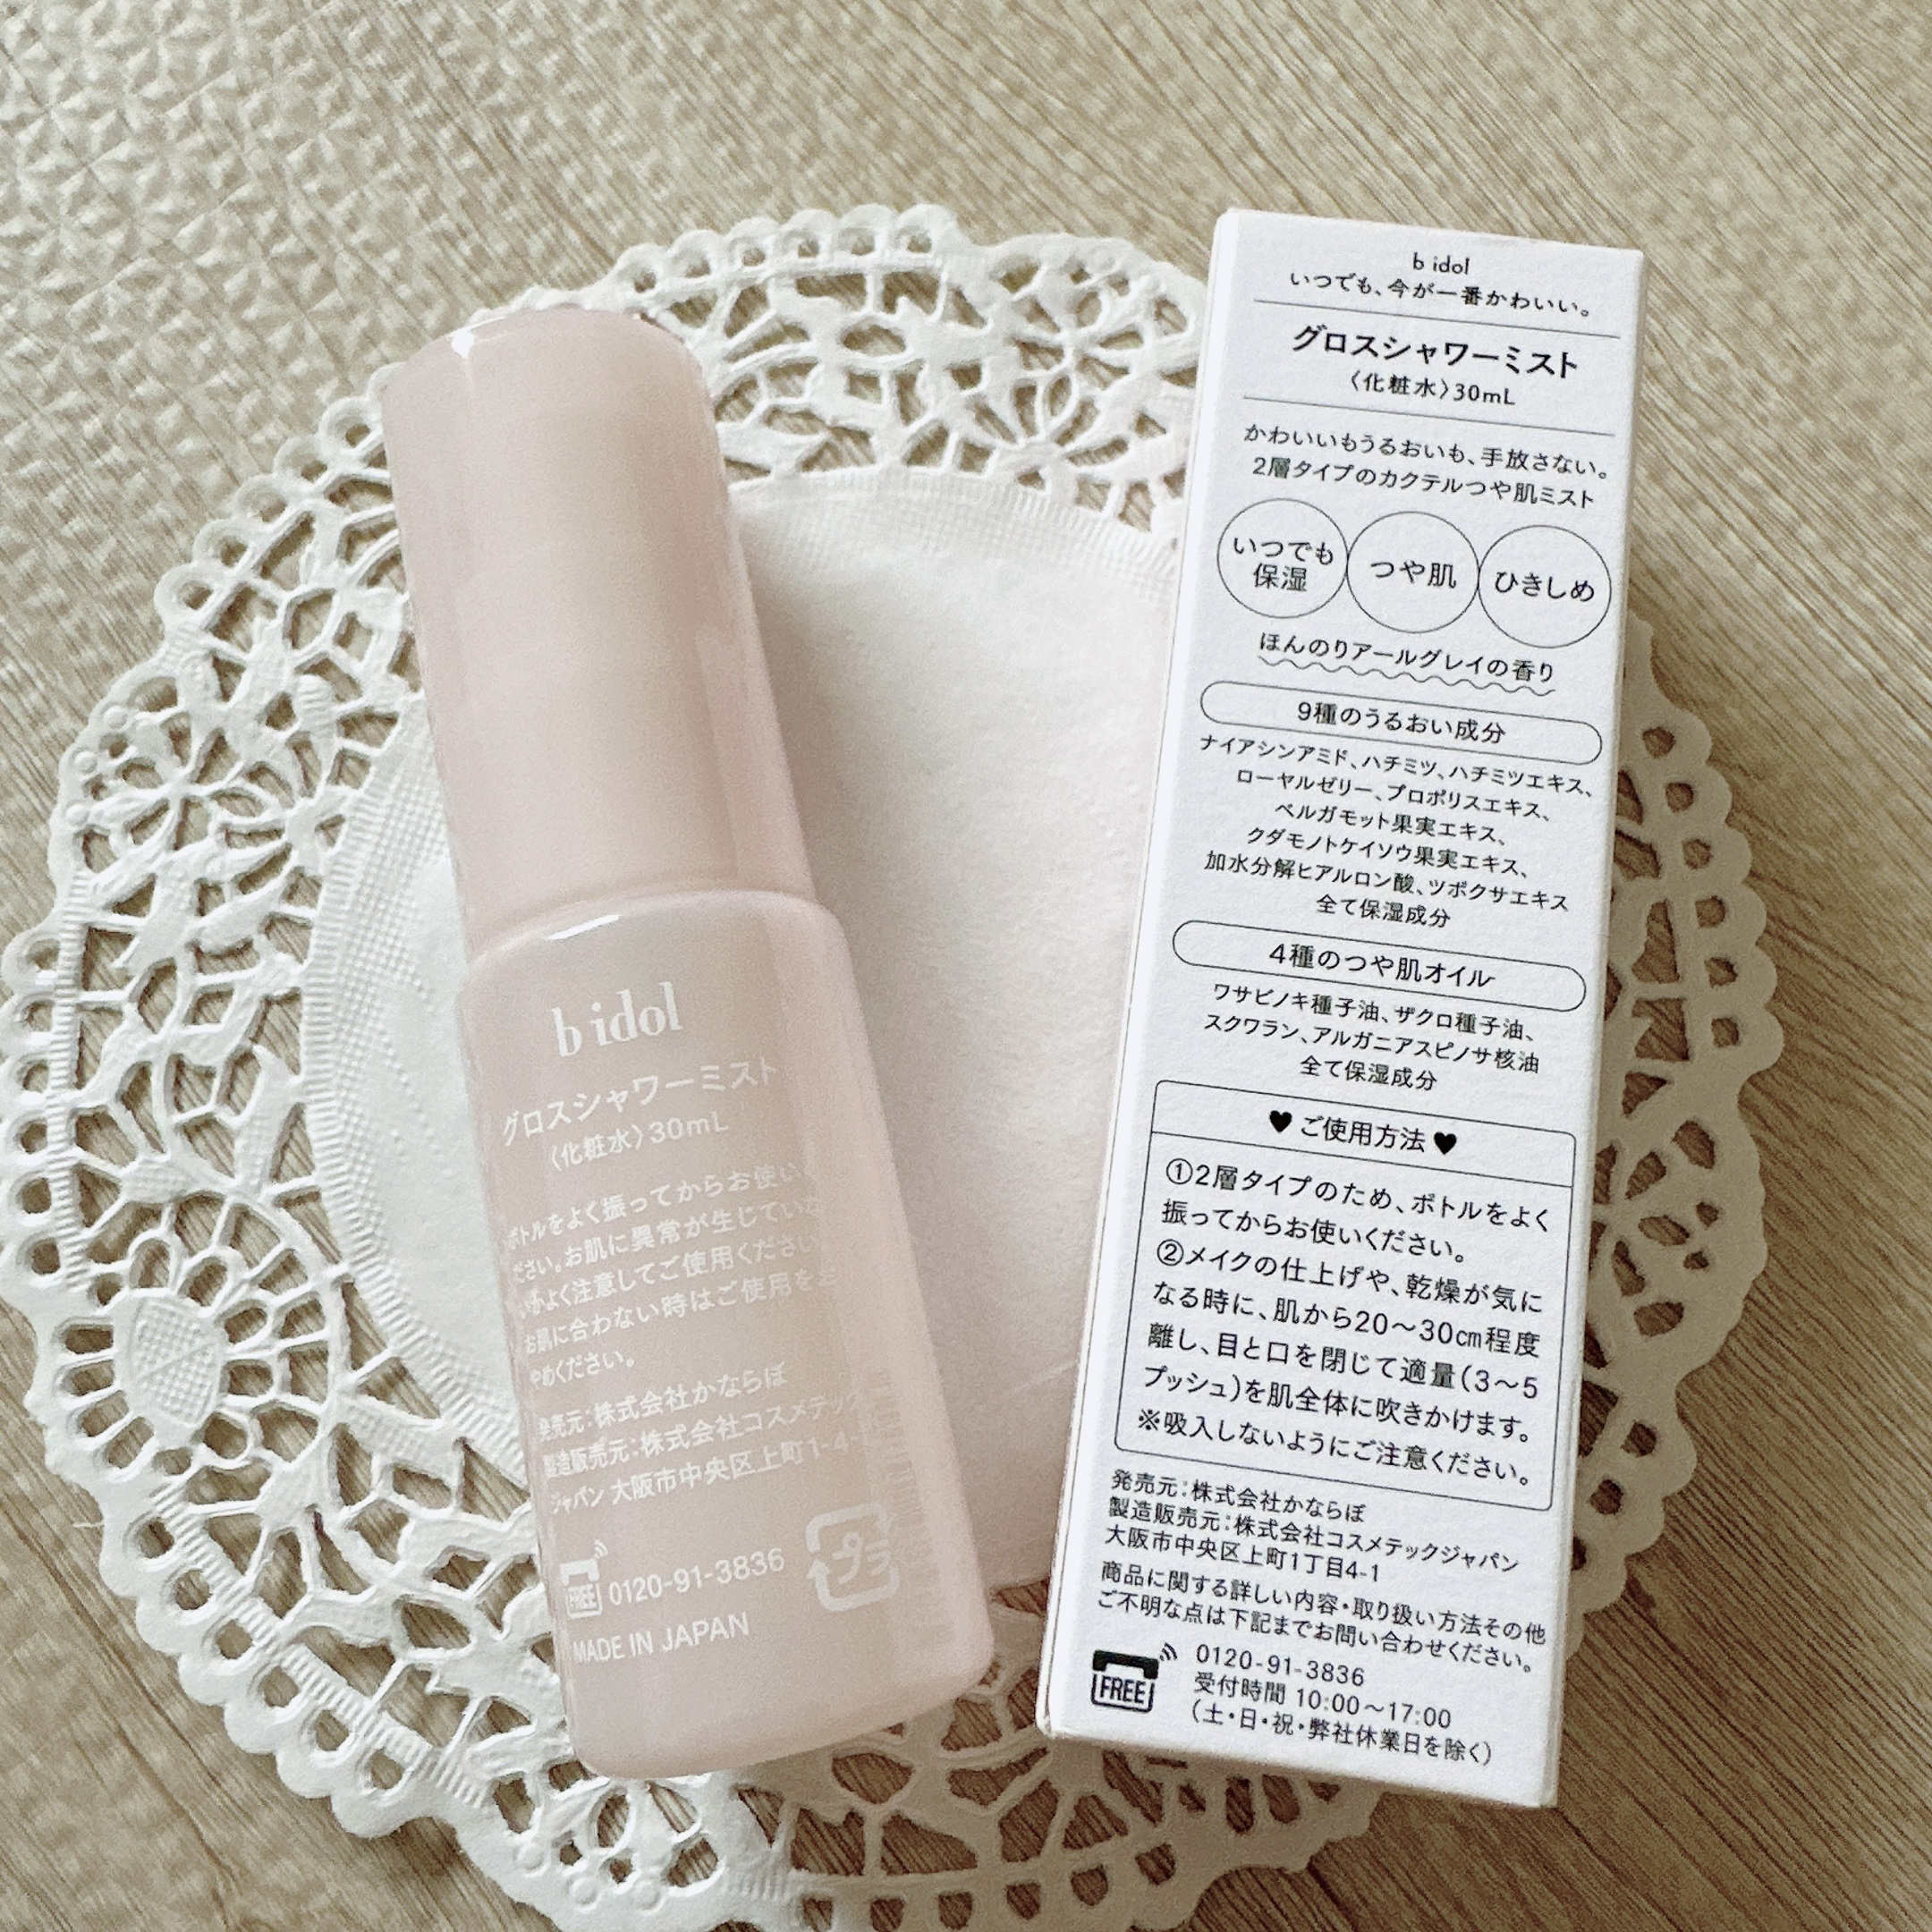 b idol
グロスシャワーミスト
〈化粧水〉30mL
ボトルをよく振ってからお使い
ださい。お肌に異常が生じていな
いかよく注意してご使用ください
お肌に合わない時はご使用をお
やめください。
発売元:株式会社かならぼ
製造販売元:株式会社コスメテック
ジャパン 大阪市中央区上町1-4-
FREE 0120-91-3836
プラ
MADE IN JAPAN
b idol
いつでも、今が一番かわいい。
グロスシャワーミスト
〈化粧水〉30mL
かわいいもうるおいも、手放さない。
2層タイプのカクテルつや肌ミスト
いつでも
保湿
つや肌
ひきしめ
ほんのりアールグレイの香り
9種のうるおい成分
ナイアシンアミド、ハチミツ、ハチミツエキス、
ローヤルゼリー、プロポリスエキス、
ベルガモット果実エキス、
クダモノトケイソウ果実エキス、
加水分解ヒアルロン酸、ツボクサエキス
全て保湿成分
4種のつや肌オイル
ワサビノキ種子油、ザクロ種子油、
スクワラン、アルガニアスピノサ核油
全て保湿成分
♥ ご使用方法 ♥
①2層タイプのため、ボトルをよく
振ってからお使いください。
②メイクの仕上げや、乾燥が気に
なる時に、肌から20～30cm程度
離し、目と口を閉じて適量(3～5
プッシュ)を肌全体に吹きかけます。
※吸入しないようにご注意ください。
発売元:株式会社かならぼ
製造販売元:株式会社コスメテックジャパン
大阪市中央区上町1丁目4-1
商品に関する詳しい内容・取り扱い方法その他
ご不明な点は下記までお問い合わせください。
FREE 0120-91-3836
受付時間 10:00～17:00
(土・日・祝・弊社休業日を除く)